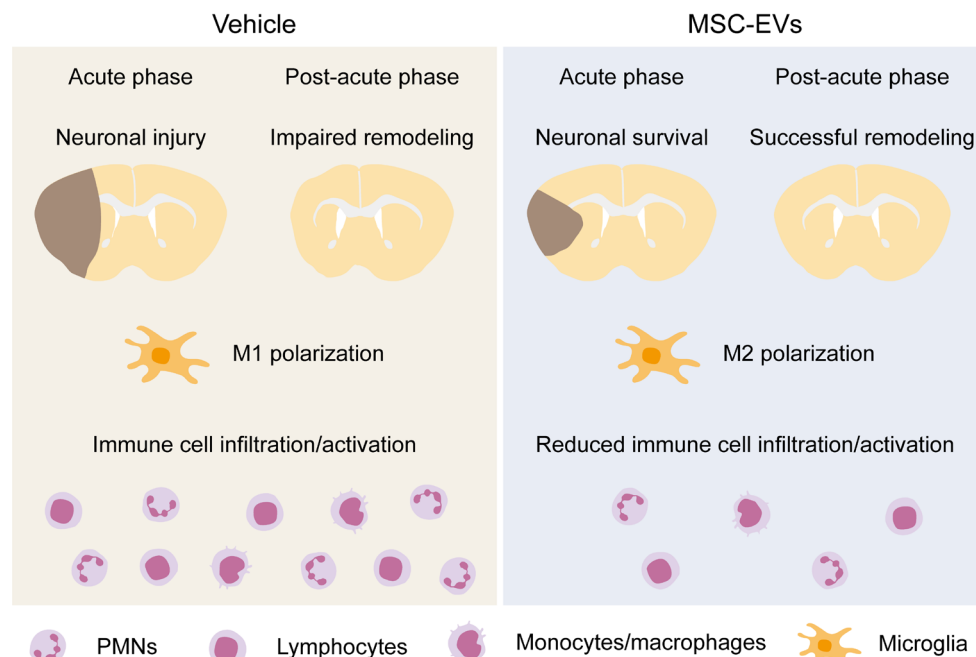 Vehicle
MSC-EVs
Acute phase
Post-acute phase
Acute phase
Post-acute phase
Neuronal injury
Impaired remodeling
Neuronal survival
Successful remodeling
M1 polarization
M2 polarization
Immune cell infiltration/activation
Reduced immune cell infiltration/activation
PMNs
Lymphocytes
Monocytes/macrophages
Microglia